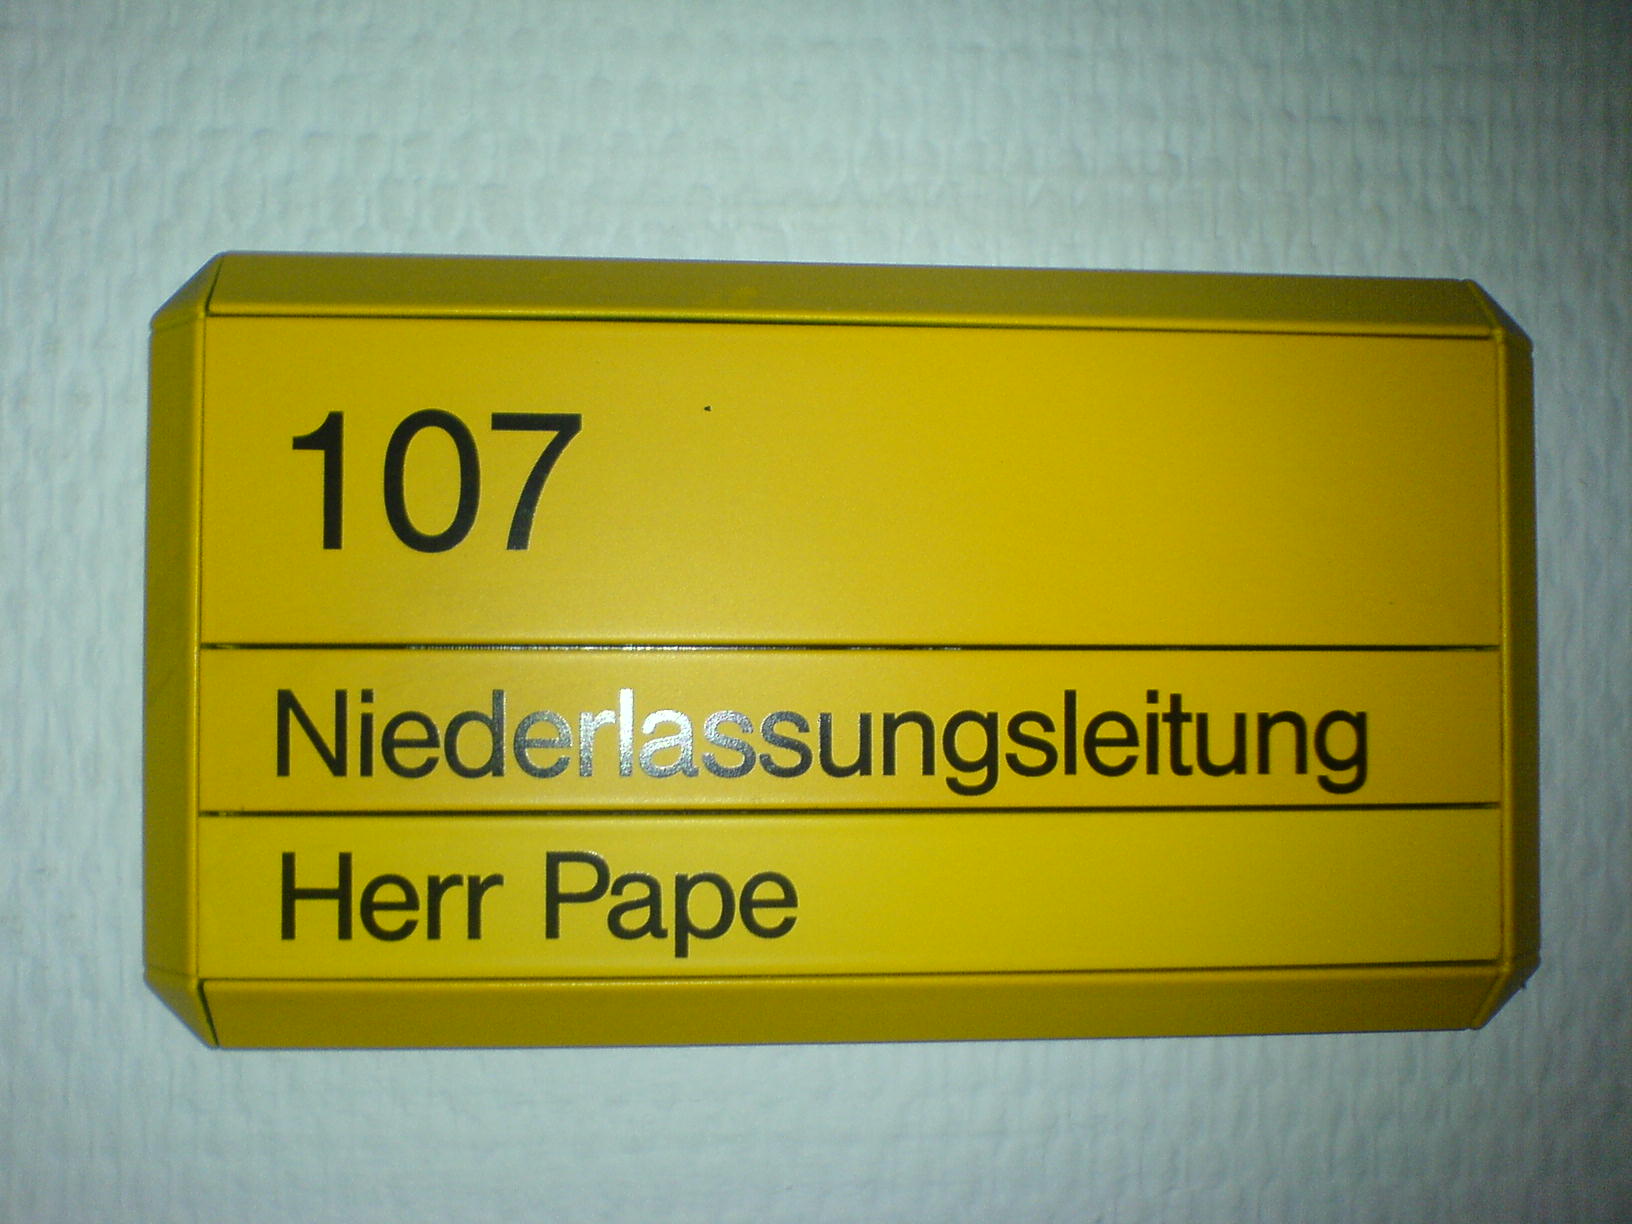 107
Niederlassungsleitung
Herr Pape